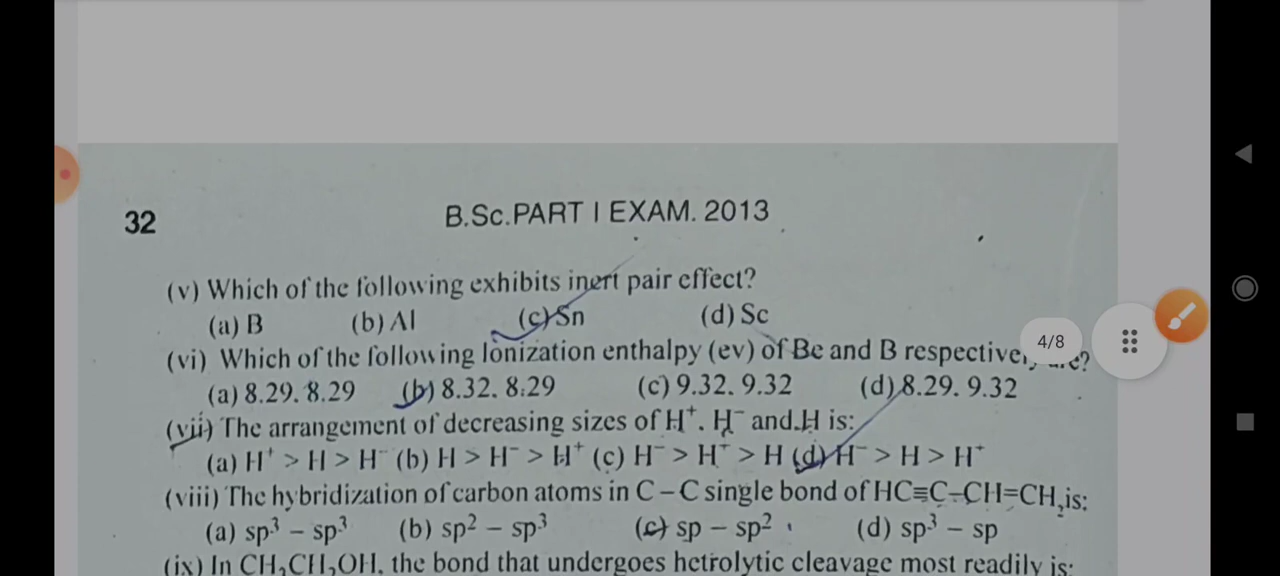 32
B.Sc.PART I EXAM. 2013
(v) Which of the following exhibits inert pair effect?
(a) B (b) Al (c) Sn (d) Sc
(vi) Which of the following Ionization enthalpy (ev) of Be and B
4/8
(a) 8.29. 8.29 (b) 8.32. 8.29 (c) 9.32. 9.32 (d) 8.29. 9.32
(vii) The arrangement of decreasing sizes of H⁺. H⁻ and H is:
(a) H⁺ > H > H⁻ (b) H > H⁻ > H⁺ (c) H⁻ > H⁺ > H (d) H⁻ > H > H⁺
(viii) The hybridization of carbon atoms in C – C single bond of HC≡C–CH=CH₂is:
(a) sp³ – sp³ (b) sp² – sp³ (c) sp – sp² (d) sp³ – sp
(ix) In CH₃CH₂OH, the bond that undergoes hetrolytic cleavage most readily is: